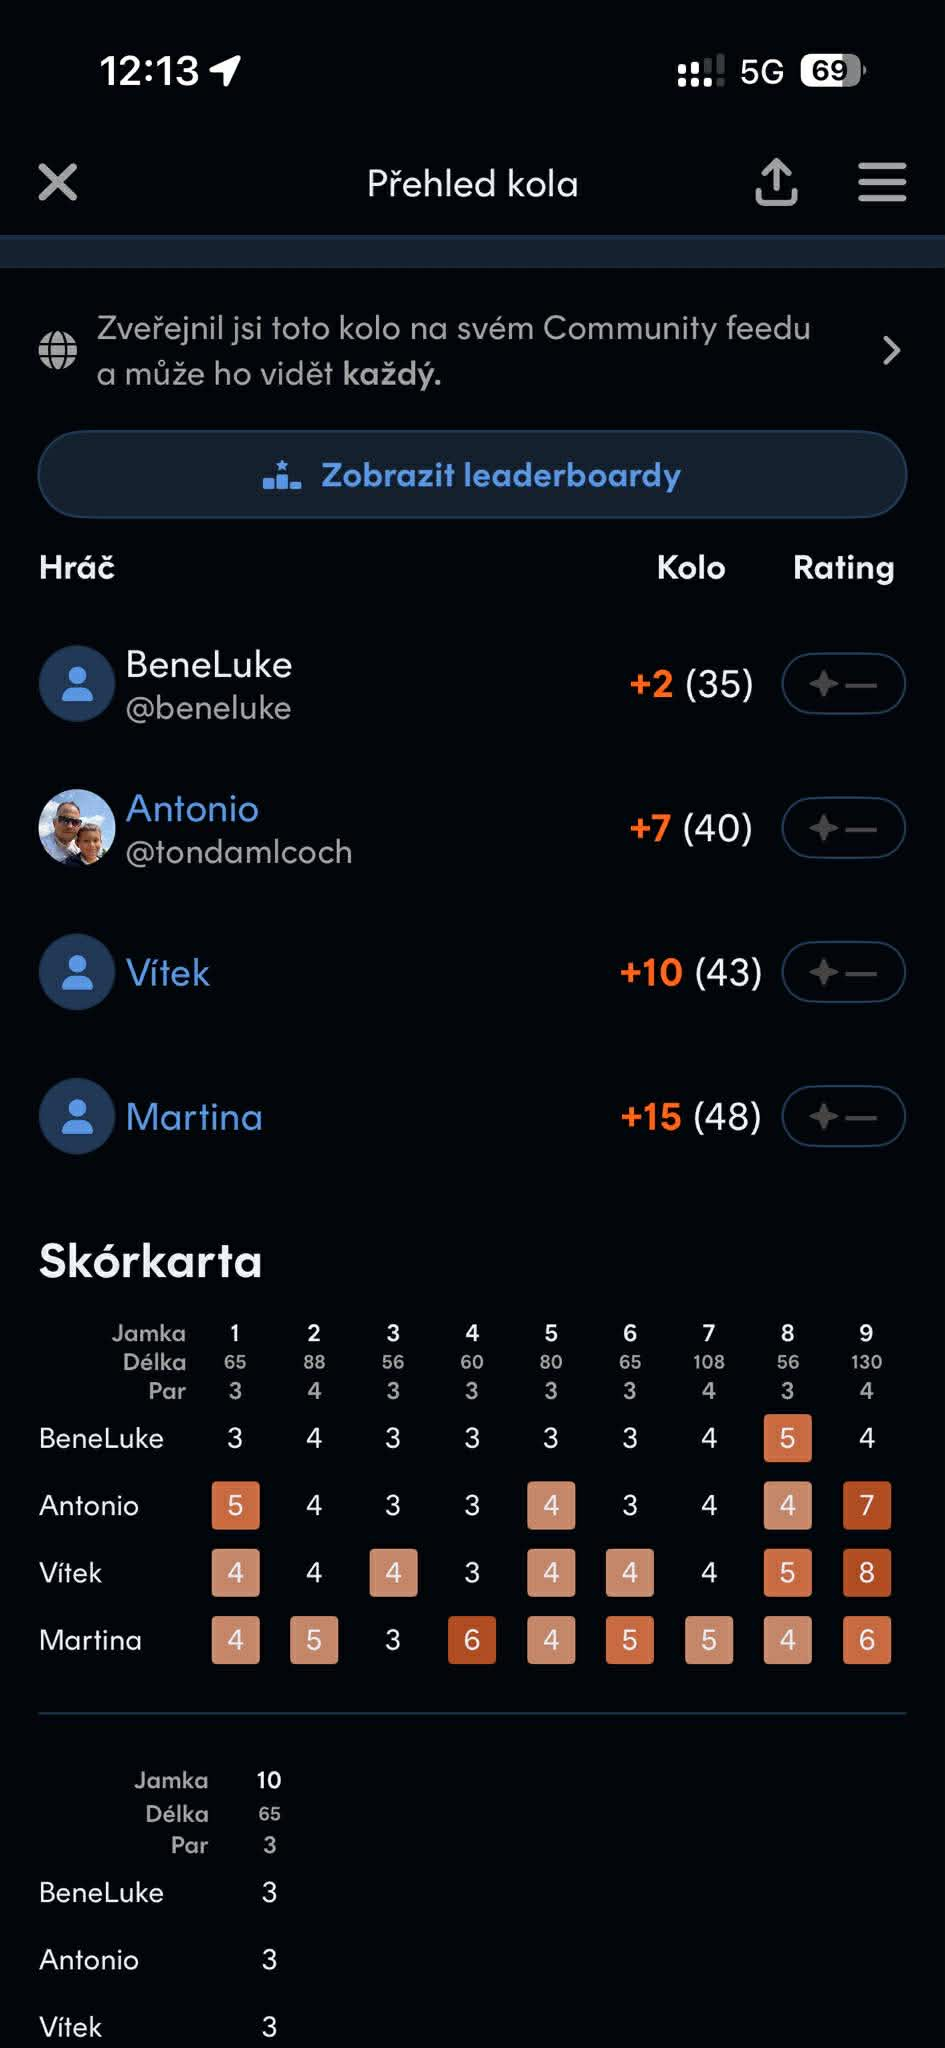 12:13 5G 69
Přehled kola
Zveřejnil jsi toto kolo na svém Community feedu
a může ho vidět každý.
Zobrazit leaderboardy
Hráč Kolo Rating
BeneLuke
@beneluke
+2 (35) —
Antonio
@tondamlcoch
+7 (40) —
Vítek +10 (43) —
Martina +15 (48) —
Skórkarta
Jamka 1 2 3 4 5 6 7 8 9
Délka 65 88 56 60 80 65 108 56 130
Par 3 4 3 3 3 3 4 3 4
BeneLuke 3 4 3 3 3 3 4 5 4
Antonio 5 4 3 3 4 3 4 4 7
Vítek 4 4 4 3 4 4 4 5 8
Martina 4 5 3 6 4 5 5 4 6
Jamka 10
Délka 65
Par 3
BeneLuke 3
Antonio 3
Vítek 3